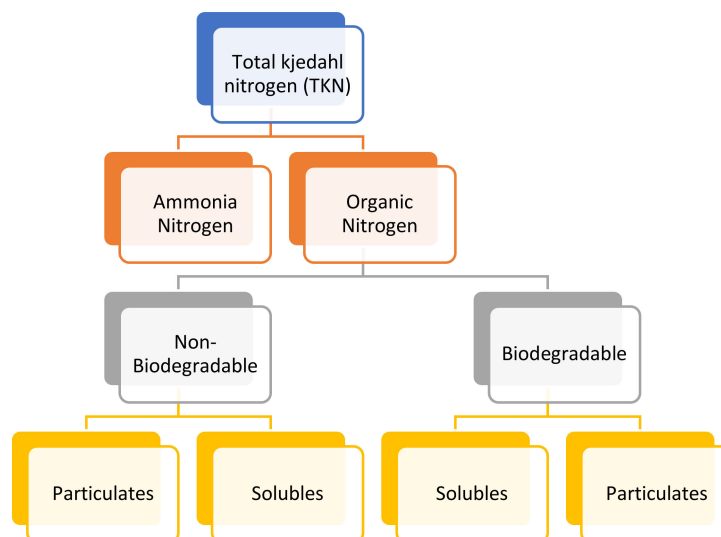 Total kjedahl
nitrogen (TKN)
Ammonia
Nitrogen
Organic
Nitrogen
Non-
Biodegradable
Biodegradable
Particulates
Solubles
Solubles
Particulates